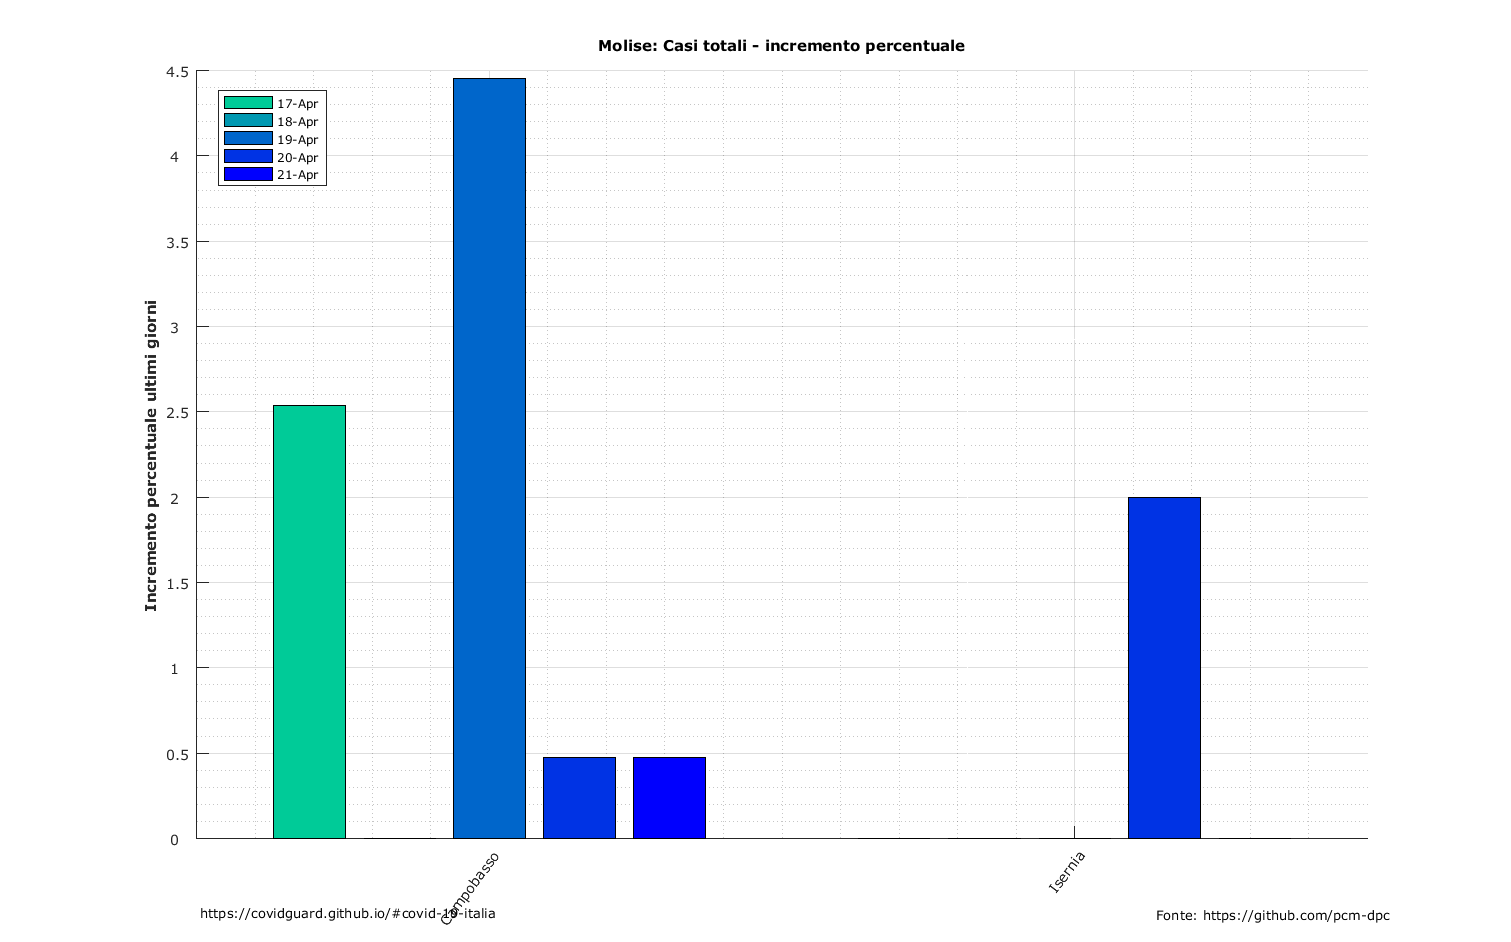 Molise: Casi totali - incremento percentuale
4.5
4
3.5
3
2.5
2
1.5
1
0.5
0
Incremento percentuale ultimi giorni
17-Apr
18-Apr
19-Apr
20-Apr
21-Apr
Campobasso
Isernia
https://covidguard.github.io/#covid-19-italia
Fonte: https://github.com/pcm-dpc